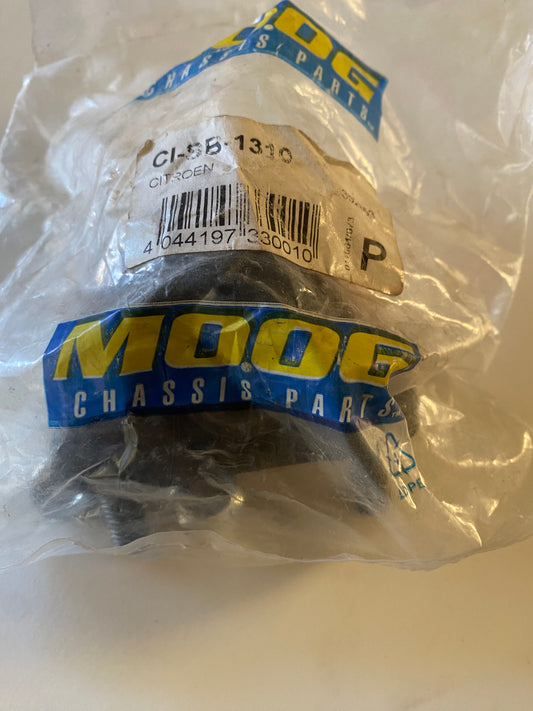 MOOG
CHASSIS PARTS
CI-SB-1310
CITROEN
4 044197 330010
P
MOOG
CHASSIS PARTS